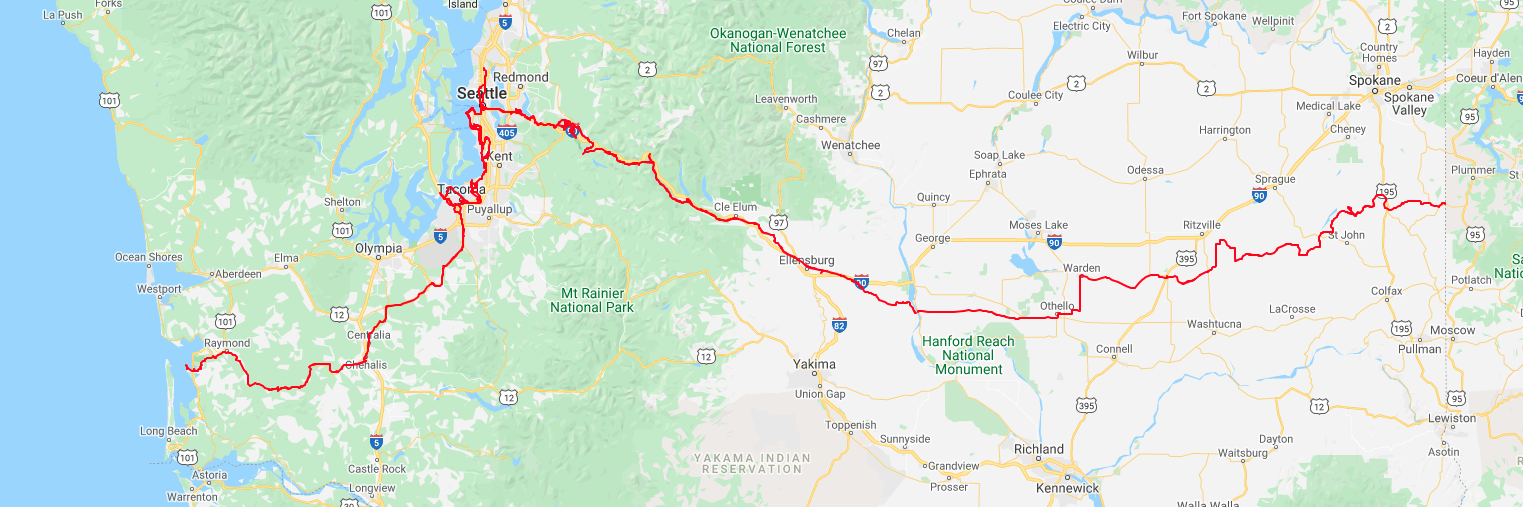 Forks
La Push
101
Island
5
Redmond
Seattle
405
Kent
Tacoma
Puyallup
Shelton
101
5
Olympia
Ocean Shores
Elma
Aberdeen
Westport
101
12
Raymond
Centralia
Chehalis
12
Long Beach
101
5
Castle Rock
Astoria
Longview
Warrenton
30
101
2
Okanogan-Wenatchee
National Forest
Chelan
97
2
Leavenworth
Cashmere
Wenatchee
Cle Elum
97
Ellensburg
90
Mt Rainier
National Park
12
82
Yakima
Union Gap
Toppenish
Sunnyside
Grandview
Prosser
YAKAMA INDIAN
RESERVATION
Coulee Dam
Electric City
Fort Spokane
Wellpinit
Wilbur
2
Coulee City
2
Soap Lake
Ephrata
Quincy
George
Moses Lake
90
Warden
Othello
Odessa
Harrington
Sprague
90
Ritzville
395
Hanford Reach
National
Monument
Connell
Washtucna
LaCrosse
395
Richland
Kennewick
12
Dayton
Waitsburg
Walla Walla
2
95
Country
Homes
Hayden
Spokane
Coeur d'Alen
Spokane
Valley
Medical Lake
Cheney
95
Plummer
St
195
St John
95
Colfax
Potlatch
Sa
Natio
195
Moscow
Pullman
95
Lewiston
Asotin